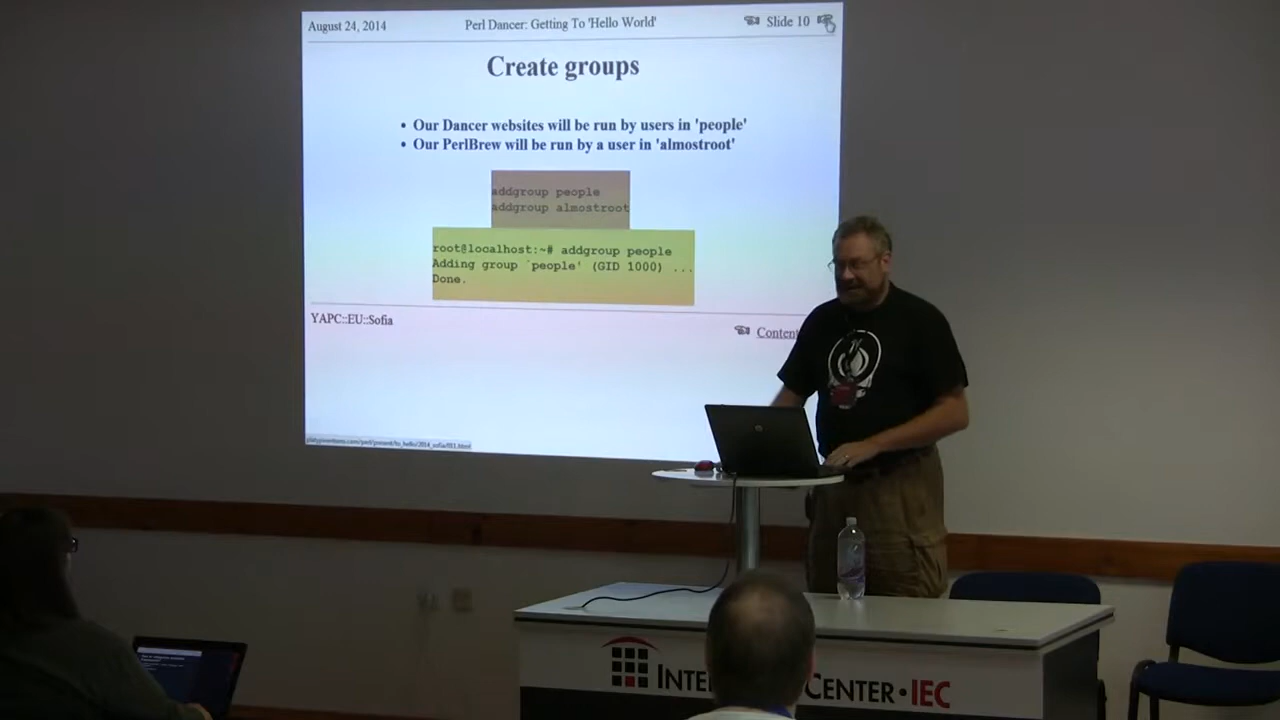 August 24, 2014
Perl Dancer: Getting To 'Hello World'
Slide 10
Create groups
• Our Dancer websites will be run by users in 'people'
• Our PerlBrew will be run by a user in 'almostroot'
addgroup people
addgroup almostroot
root@localhost:~# addgroup people
Adding group `people' (GID 1000) ...
Done.
YAPC::EU::Sofia
Content
INTE CENTER·IEC